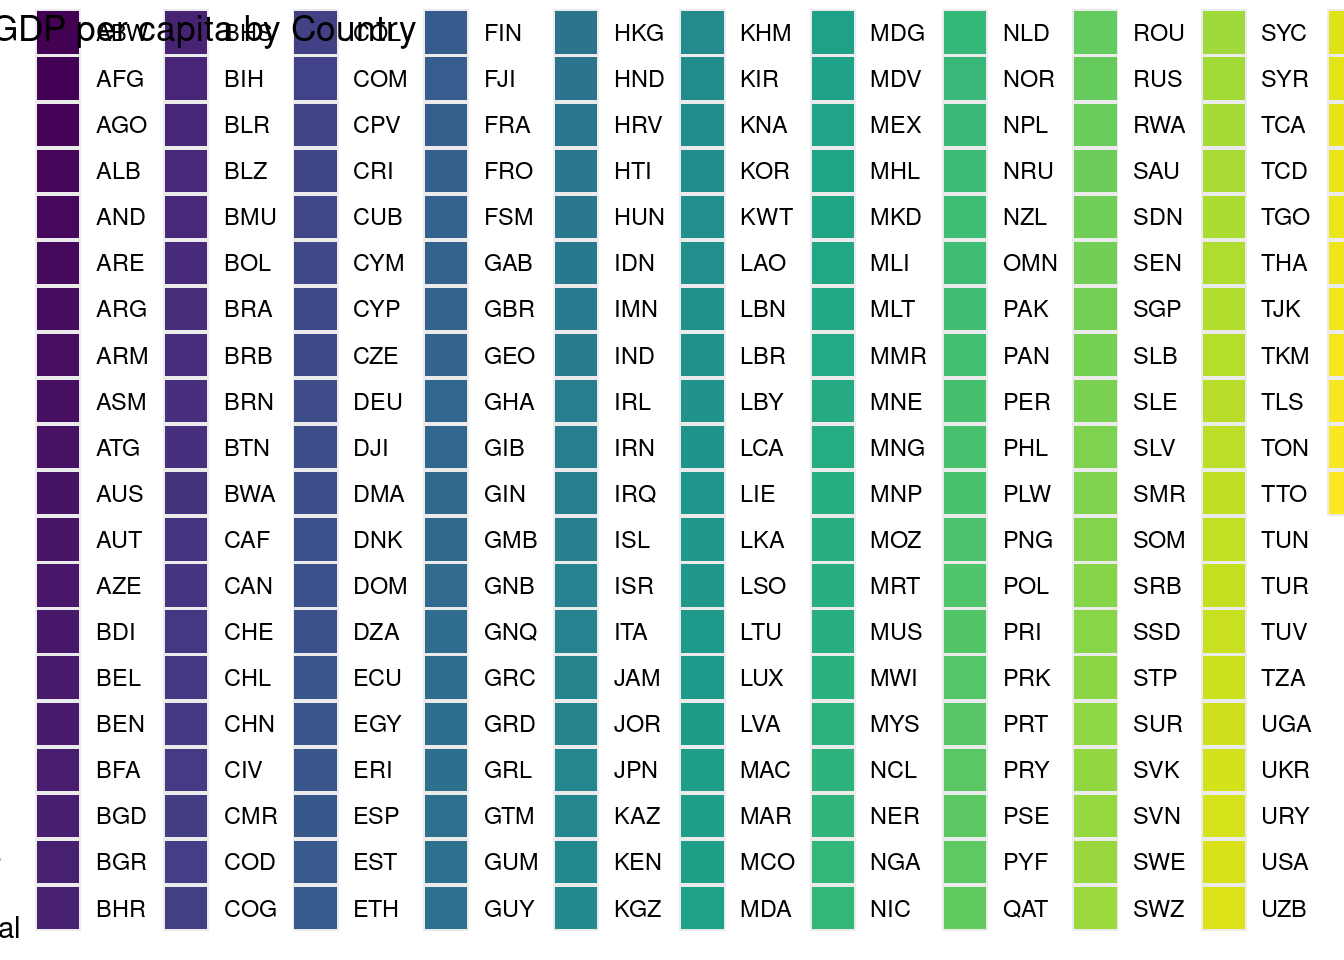 GDP per capita by Country
ABW BHS COL FIN HKG KHM MDG NLD ROU SYC
AFG BIH COM FJI HND KIR MDV NOR RUS SYR
AGO BLR CPV FRA HRV KNA MEX NPL RWA TCA
ALB BLZ CRI FRO HTI KOR MHL NRU SAU TCD
AND BMU CUB FSM HUN KWT MKD NZL SDN TGO
ARE BOL CYM GAB IDN LAO MLI OMN SEN THA
ARG BRA CYP GBR IMN LBN MLT PAK SGP TJK
ARM BRB CZE GEO IND LBR MMR PAN SLB TKM
ASM BRN DEU GHA IRL LBY MNE PER SLE TLS
ATG BTN DJI GIB IRN LCA MNG PHL SLV TON
AUS BWA DMA GIN IRQ LIE MNP PLW SMR TTO
AUT CAF DNK GMB ISL LKA MOZ PNG SOM TUN
AZE CAN DOM GNB ISR LSO MRT POL SRB TUR
BDI CHE DZA GNQ ITA LTU MUS PRI SSD TUV
BEL CHL ECU GRC JAM LUX MWI PRK STP TZA
BEN CHN EGY GRD JOR LVA MYS PRT SUR UGA
BFA CIV ERI GRL JPN MAC NCL PRY SVK UKR
BGD CMR ESP GTM KAZ MAR NER PSE SVN URY
BGR COD EST GUM KEN MCO NGA PYF SWE USA
BHR COG ETH GUY KGZ MDA NIC QAT SWZ UZB
al